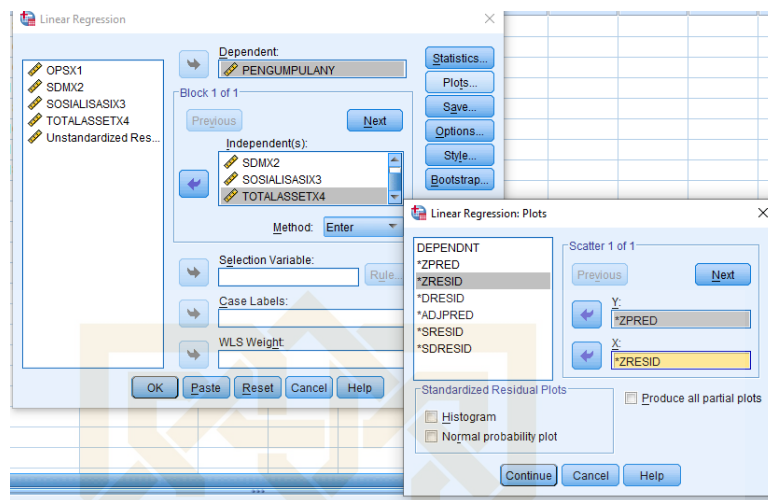 Linear Regression
OPSX1
SDMX2
SOSIALISASIX3
TOTALASSETX4
Unstandardized Res...
Dependent:
PENGUMPULANY
Block 1 of 1
Previous
Next
Independent(s):
SDMX2
SOSIALISASIX3
TOTALASSETX4
Method: Enter
Selection Variable:
Rule...
Case Labels:
WLS Weight:
Statistics...
Plots...
Save...
Options...
Style...
Bootstrap...
OK Paste Reset Cancel Help
Linear Regression: Plots
DEPENDNT
*ZPRED
*ZRESID
*DRESID
*ADJPRED
*SRESID
*SDRESID
Scatter 1 of 1
Previous
Next
Y:
*ZPRED
X:
*ZRESID
Standardized Residual Plots
Histogram
Normal probability plot
Produce all partial plots
Continue Cancel Help